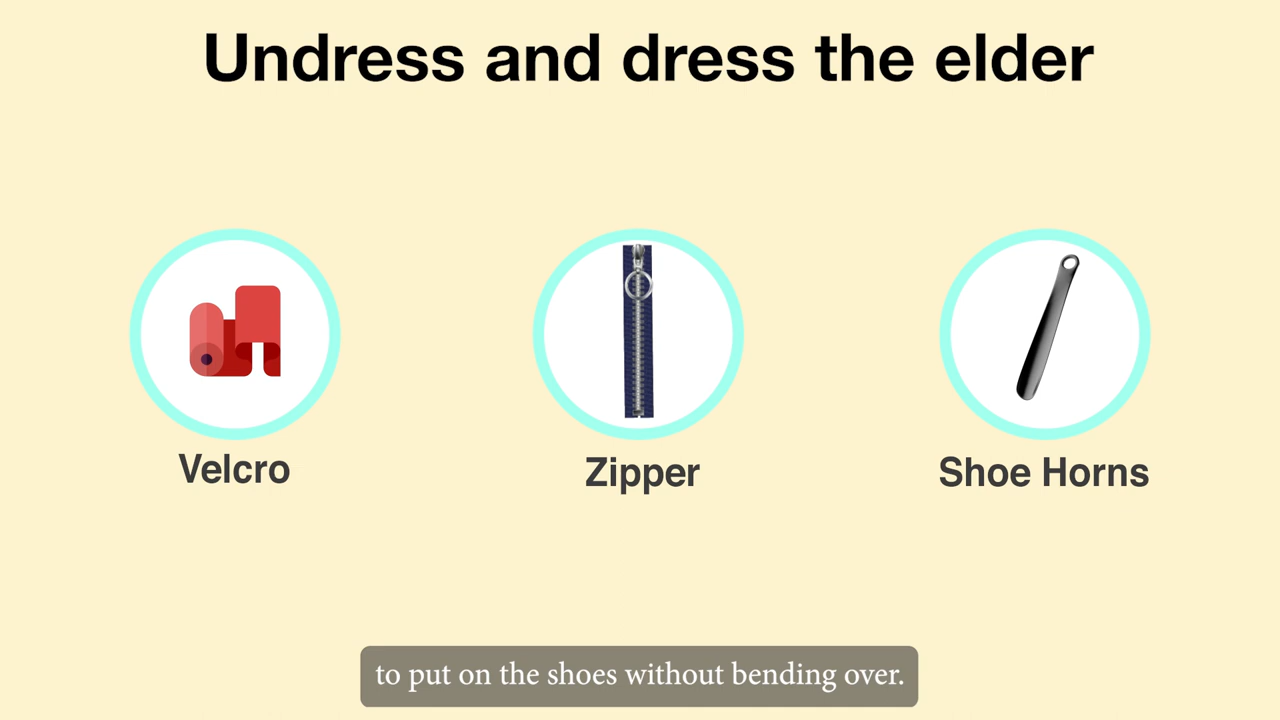 Undress and dress the elder
Velcro
Zipper
Shoe Horns
to put on the shoes without bending over.